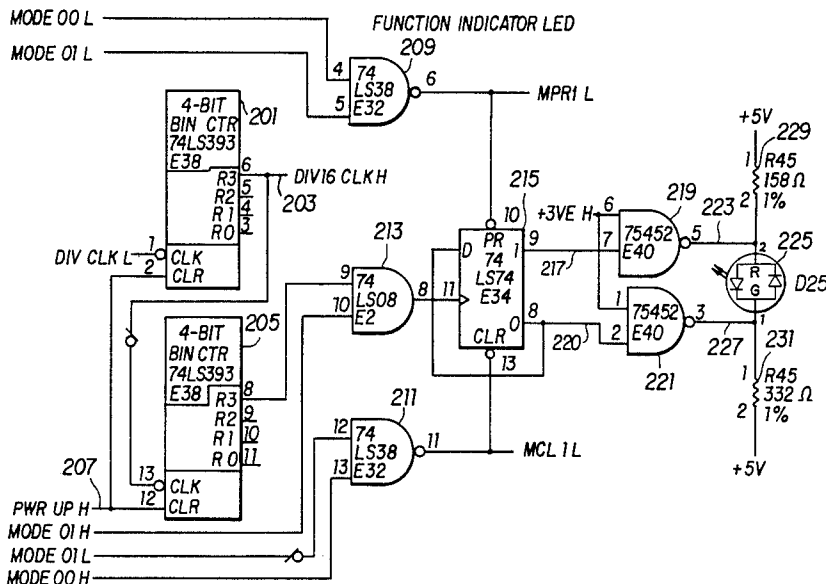 MODE 00 L
FUNCTION INDICATOR LED
MODE 01 L
209
4
74
LS38
E32
5
6
MPR1 L
4-BIT
BIN CTR
74LS393
E38
201
6
R3
5
R2
4
R1
3
R0
DIV16 CLK H
203
DIV CLK L
1
CLK
2
CLR
213
9
74
LS08
E2
10
8
11
215
10
PR
D
1
74
LS74
E34
0
CLR
13
9
217
8
220
+3VE H
6
219
75452
E40
7
5
223
1
75452
E40
2
3
221
227
+5V
229
1
R45
158 Ω
2
1%
225
2
R
G
D25
1
231
1
R45
332 Ω
2
1%
+5V
4-BIT
BIN CTR
74LS393
E38
205
8
R3
9
R2
10
R1
11
R0
13
CLK
12
CLR
207
PWR UP H
211
12
74
LS38
13
E32
11
MCL 1 L
MODE 01 H
MODE 01 L
MODE 00 H